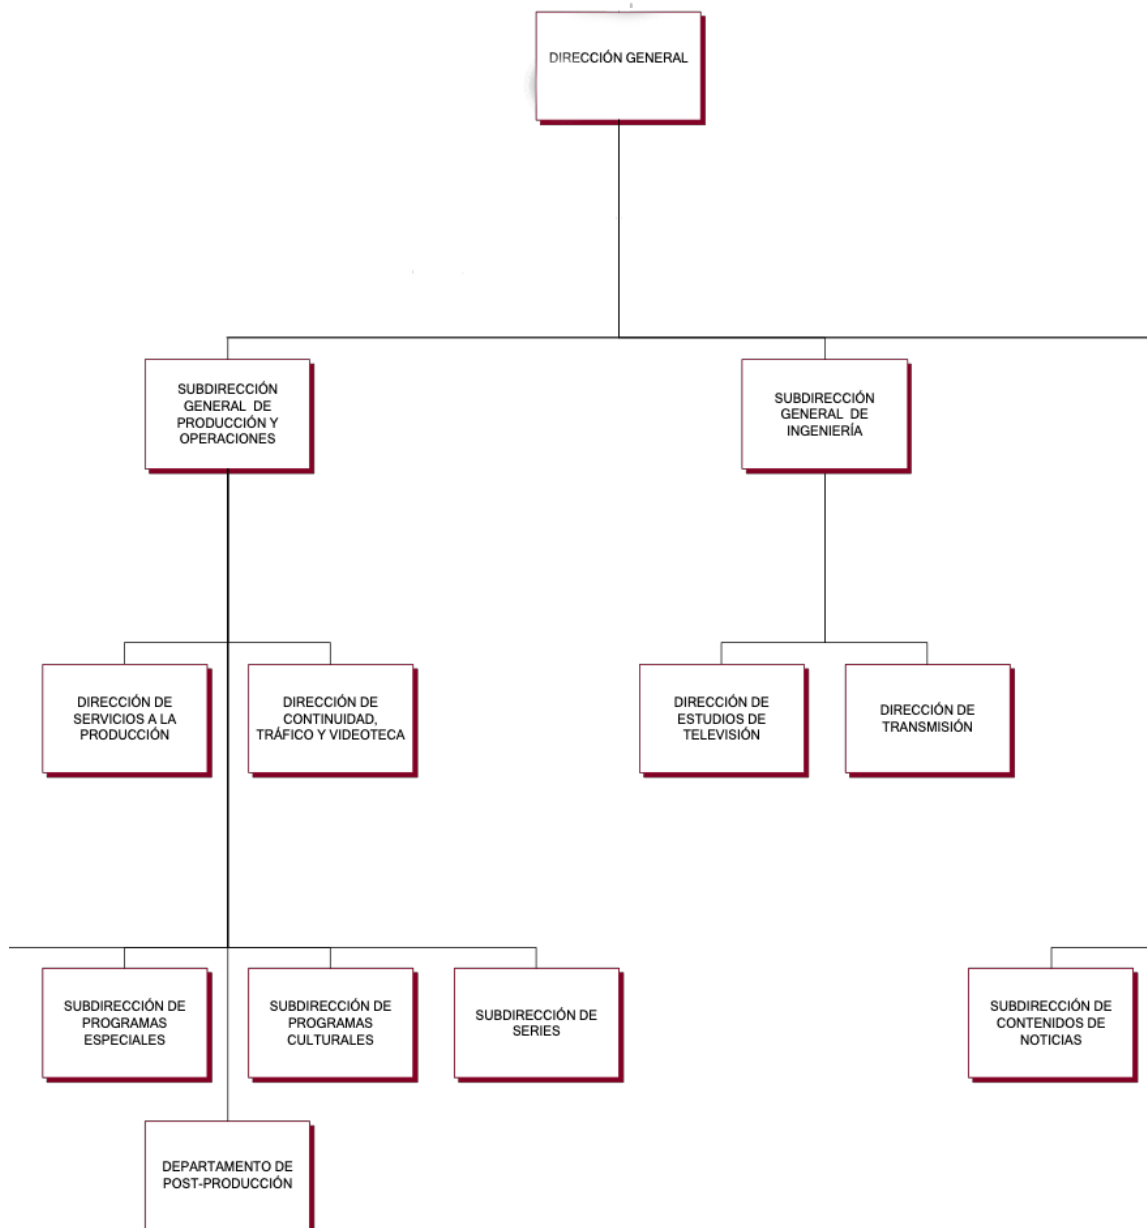 DIRECCIÓN GENERAL
SUBDIRECCIÓN
GENERAL DE
PRODUCCIÓN Y
OPERACIONES
SUBDIRECCIÓN
GENERAL DE
INGENIERÍA
DIRECCIÓN DE
SERVICIOS A LA
PRODUCCIÓN
DIRECCIÓN DE
CONTINUIDAD,
TRÁFICO Y VIDEOTECA
DIRECCIÓN DE
ESTUDIOS DE
TELEVISIÓN
DIRECCIÓN DE
TRANSMISIÓN
SUBDIRECCIÓN DE
PROGRAMAS
ESPECIALES
SUBDIRECCIÓN DE
PROGRAMAS
CULTURALES
SUBDIRECCIÓN DE
SERIES
SUBDIRECCIÓN DE
CONTENIDOS DE
NOTICIAS
DEPARTAMENTO DE
POST-PRODUCCIÓN